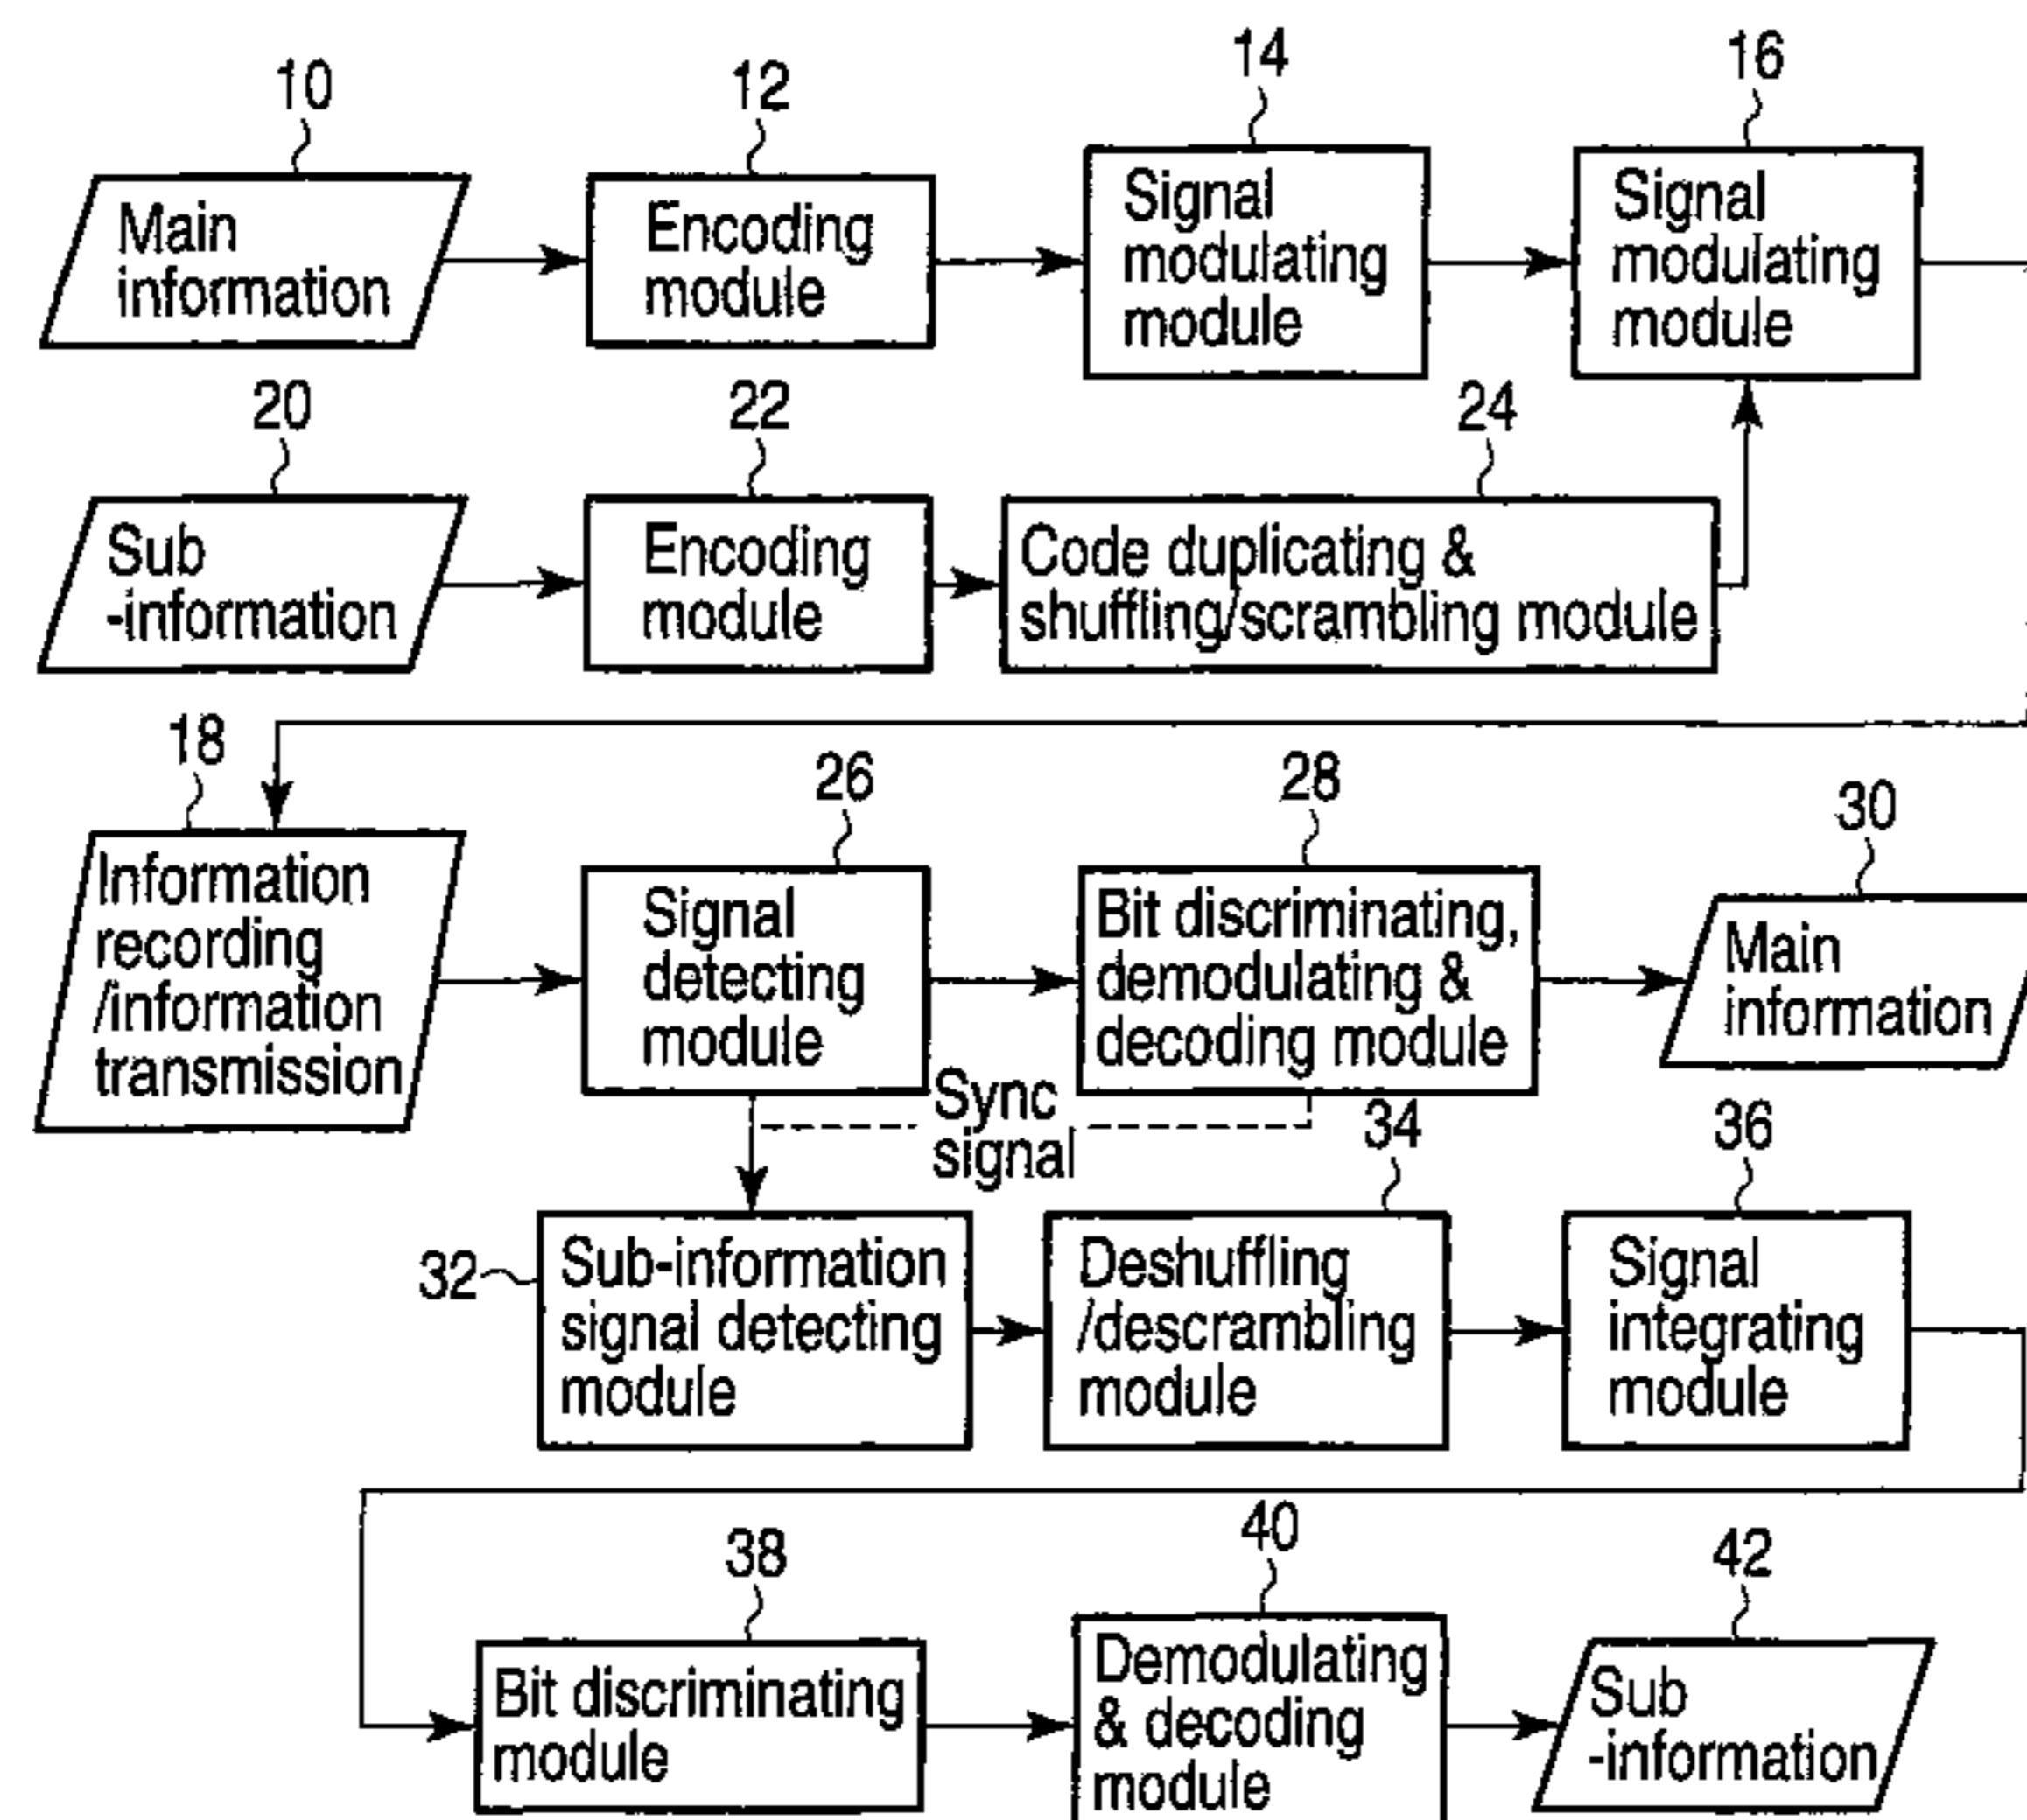 10
12
14
16
Main
information
Encoding
module
Signal
modulating
module
Signal
modulating
module
20
22
24
Sub
-information
Encoding
module
Code duplicating &
shuffling/scrambling module
18
26
28
30
Information
recording
/information
transmission
Signal
detecting
module
Bit discriminating,
demodulating &
decoding module
Main
information
Sync
signal
32
34
36
Sub-information
signal detecting
module
Deshuffling
/descrambling
module
Signal
integrating
module
38
40
42
Bit discriminating
module
Demodulating
& decoding
module
Sub
-information